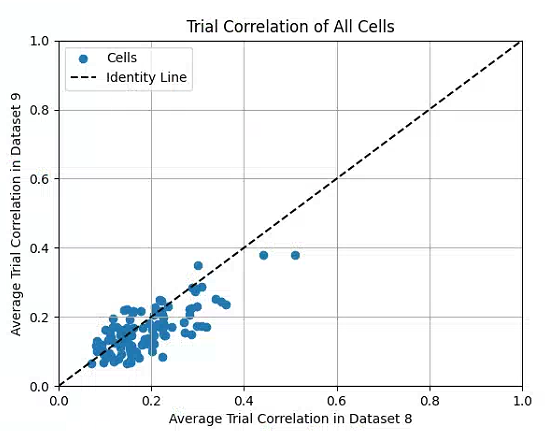 Trial Correlation of All Cells
1.0
0.8
0.6
0.4
0.2
0.0
Average Trial Correlation in Dataset 9
Cells
Identity Line
0.0 0.2 0.4 0.6 0.8 1.0
Average Trial Correlation in Dataset 8